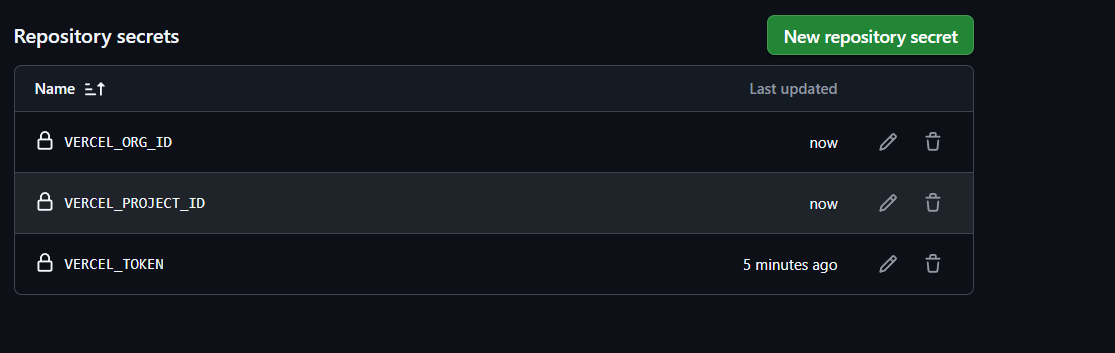 Repository secrets
New repository secret
Name
Last updated
VERCEL_ORG_ID
now
VERCEL_PROJECT_ID
now
VERCEL_TOKEN
5 minutes ago